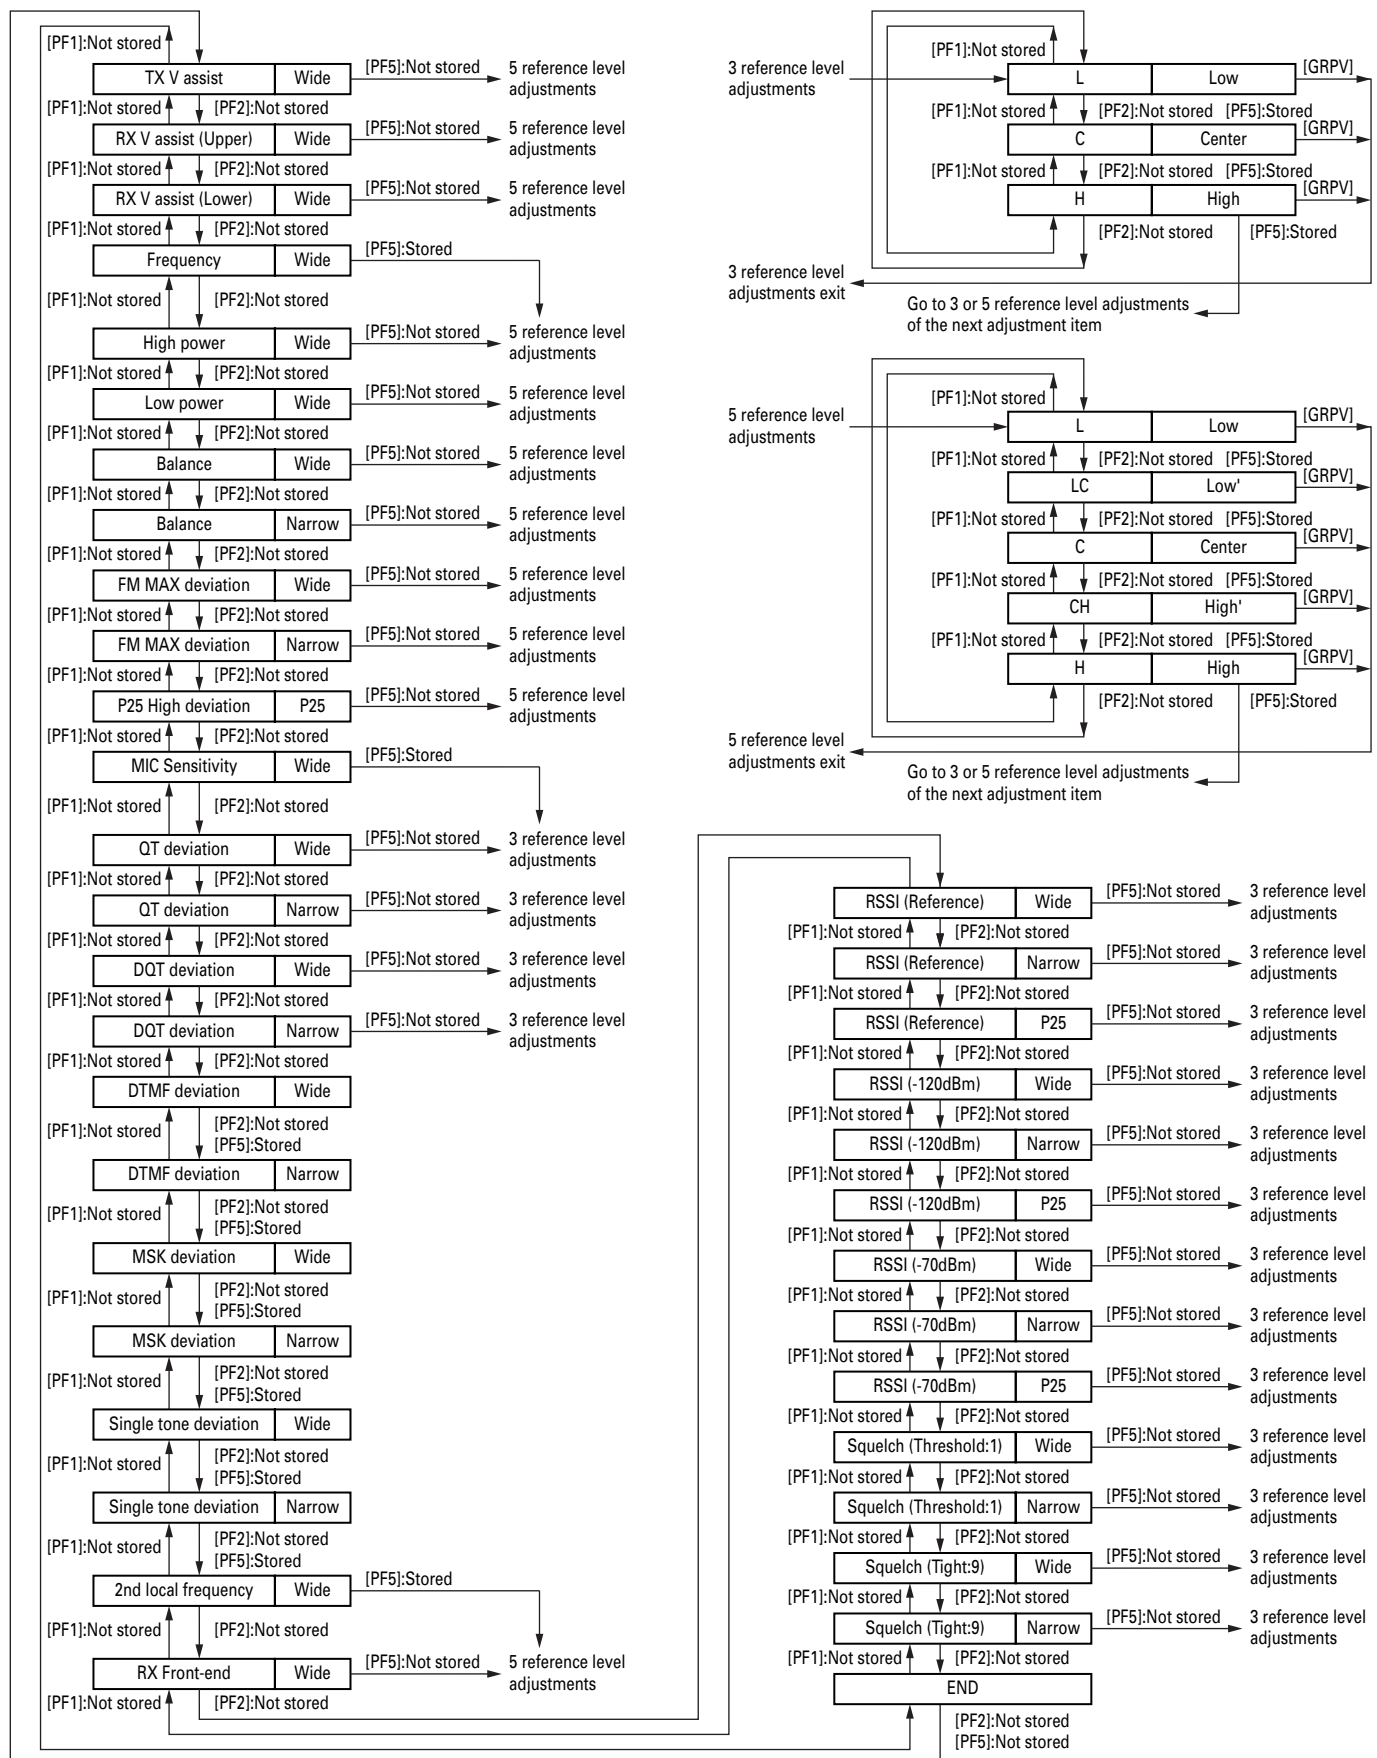 [PF1]:Not stored
TX V assist Wide [PF5]:Not stored 5 reference level
adjustments
[PF1]:Not stored [PF2]:Not stored
RX V assist (Upper) Wide [PF5]:Not stored 5 reference level
adjustments
[PF1]:Not stored [PF2]:Not stored
RX V assist (Lower) Wide [PF5]:Not stored 5 reference level
adjustments
[PF1]:Not stored [PF2]:Not stored
Frequency Wide [PF5]:Stored
[PF1]:Not stored [PF2]:Not stored
High power Wide [PF5]:Not stored 5 reference level
adjustments
[PF1]:Not stored [PF2]:Not stored
Low power Wide [PF5]:Not stored 5 reference level
adjustments
[PF1]:Not stored [PF2]:Not stored
Balance Wide [PF5]:Not stored 5 reference level
adjustments
[PF1]:Not stored [PF2]:Not stored
Balance Narrow [PF5]:Not stored 5 reference level
adjustments
[PF1]:Not stored [PF2]:Not stored
FM MAX deviation Wide [PF5]:Not stored 5 reference level
adjustments
[PF1]:Not stored [PF2]:Not stored
FM MAX deviation Narrow [PF5]:Not stored 5 reference level
adjustments
[PF1]:Not stored [PF2]:Not stored
P25 High deviation P25 [PF5]:Not stored 5 reference level
adjustments
[PF1]:Not stored [PF2]:Not stored
MIC Sensitivity Wide [PF5]:Stored
[PF1]:Not stored [PF2]:Not stored
QT deviation Wide [PF5]:Not stored 3 reference level
adjustments
[PF1]:Not stored [PF2]:Not stored
QT deviation Narrow [PF5]:Not stored 3 reference level
adjustments
[PF1]:Not stored [PF2]:Not stored
DQT deviation Wide [PF5]:Not stored 3 reference level
adjustments
[PF1]:Not stored [PF2]:Not stored
DQT deviation Narrow [PF5]:Not stored 3 reference level
adjustments
[PF1]:Not stored [PF2]:Not stored
DTMF deviation Wide
[PF1]:Not stored [PF2]:Not stored
[PF5]:Stored
DTMF deviation Narrow
[PF1]:Not stored [PF2]:Not stored
[PF5]:Stored
MSK deviation Wide
[PF1]:Not stored [PF2]:Not stored
[PF5]:Stored
MSK deviation Narrow
[PF1]:Not stored [PF2]:Not stored
[PF5]:Stored
Single tone deviation Wide
[PF1]:Not stored [PF2]:Not stored
[PF5]:Stored
Single tone deviation Narrow
[PF1]:Not stored [PF2]:Not stored
[PF5]:Stored
2nd local frequency Wide [PF5]:Stored
[PF1]:Not stored [PF2]:Not stored
RX Front-end Wide [PF5]:Not stored 5 reference level
adjustments
[PF1]:Not stored [PF2]:Not stored
[PF1]:Not stored
3 reference level
adjustments
L Low [GRPV]
[PF1]:Not stored [PF2]:Not stored [PF5]:Stored
C Center [GRPV]
[PF1]:Not stored [PF2]:Not stored [PF5]:Stored
H High [GRPV]
[PF2]:Not stored [PF5]:Stored
3 reference level
adjustments exit
Go to 3 or 5 reference level adjustments
of the next adjustment item
[PF1]:Not stored
5 reference level
adjustments
L Low [GRPV]
[PF1]:Not stored [PF2]:Not stored [PF5]:Stored
LC Low' [GRPV]
[PF1]:Not stored [PF2]:Not stored [PF5]:Stored
C Center [GRPV]
[PF1]:Not stored [PF2]:Not stored [PF5]:Stored
CH High' [GRPV]
[PF1]:Not stored [PF2]:Not stored [PF5]:Stored
H High [GRPV]
[PF2]:Not stored [PF5]:Stored
5 reference level
adjustments exit
Go to 3 or 5 reference level adjustments
of the next adjustment item
RSSI (Reference) Wide [PF5]:Not stored 3 reference level
adjustments
[PF1]:Not stored [PF2]:Not stored
RSSI (Reference) Narrow [PF5]:Not stored 3 reference level
adjustments
[PF1]:Not stored [PF2]:Not stored
RSSI (Reference) P25 [PF5]:Not stored 3 reference level
adjustments
[PF1]:Not stored [PF2]:Not stored
RSSI (-120dBm) Wide [PF5]:Not stored 3 reference level
adjustments
[PF1]:Not stored [PF2]:Not stored
RSSI (-120dBm) Narrow [PF5]:Not stored 3 reference level
adjustments
[PF1]:Not stored [PF2]:Not stored
RSSI (-120dBm) P25 [PF5]:Not stored 3 reference level
adjustments
[PF1]:Not stored [PF2]:Not stored
RSSI (-70dBm) Wide [PF5]:Not stored 3 reference level
adjustments
[PF1]:Not stored [PF2]:Not stored
RSSI (-70dBm) Narrow [PF5]:Not stored 3 reference level
adjustments
[PF1]:Not stored [PF2]:Not stored
RSSI (-70dBm) P25 [PF5]:Not stored 3 reference level
adjustments
[PF1]:Not stored [PF2]:Not stored
Squelch (Threshold:1) Wide [PF5]:Not stored 3 reference level
adjustments
[PF1]:Not stored [PF2]:Not stored
Squelch (Threshold:1) Narrow [PF5]:Not stored 3 reference level
adjustments
[PF1]:Not stored [PF2]:Not stored
Squelch (Tight:9) Wide [PF5]:Not stored 3 reference level
adjustments
[PF1]:Not stored [PF2]:Not stored
Squelch (Tight:9) Narrow [PF5]:Not stored 3 reference level
adjustments
[PF1]:Not stored [PF2]:Not stored
END
[PF2]:Not stored
[PF5]:Not stored